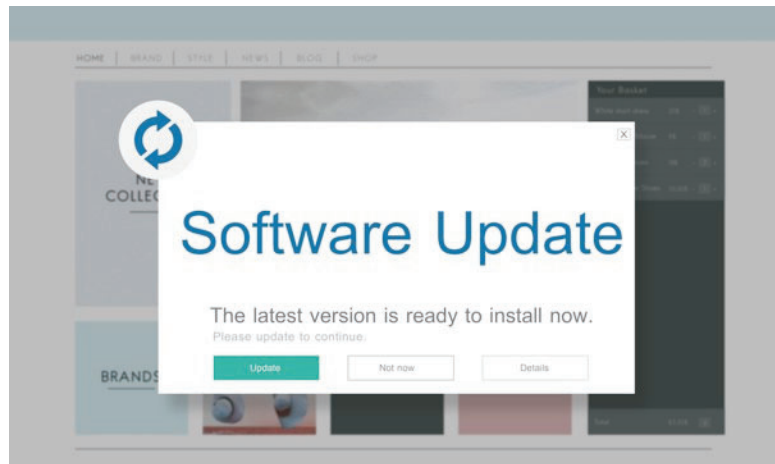 HOME BRAND STYLE NEWS BLOG SHOP
Your Basket
X
COLLEC
Software Update
The latest version is ready to install now.
Please update to continue.
Update Not now Details
BRANDS
Total